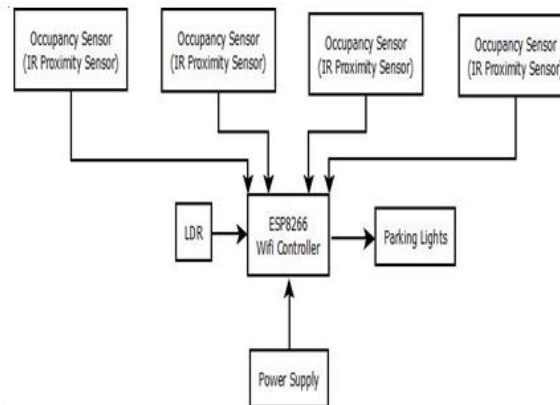 Occupancy Sensor
(IR Proximity Sensor)
Occupancy Sensor
(IR Proximity Sensor)
Occupancy Sensor
(IR Proximity Sensor)
Occupancy Sensor
(IR Proximity Sensor)
LDR
ESP8266
Wifi Controller
Parking Lights
Power Supply